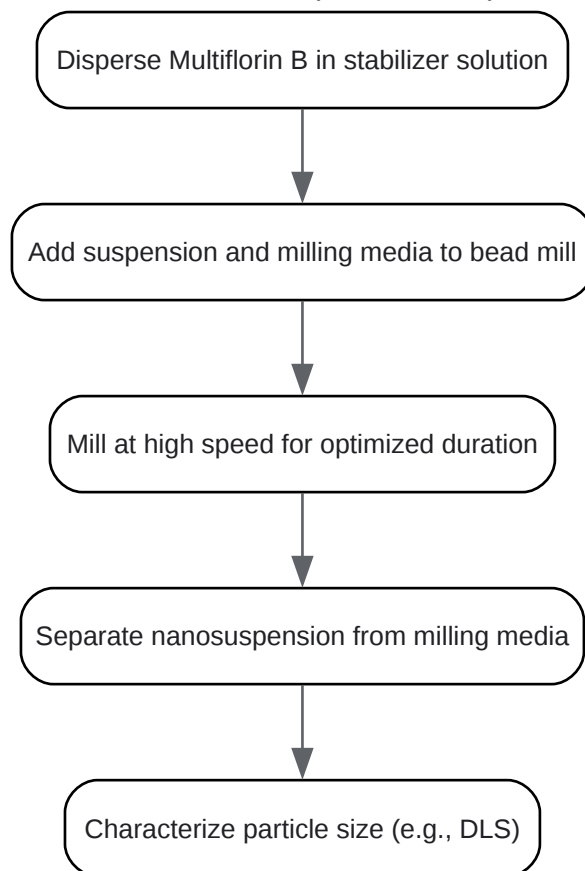 Disperse Multiflorin B in stabilizer solution
Add suspension and milling media to bead mill
Mill at high speed for optimized duration
Separate nanosuspension from milling media
Characterize particle size (e.g., DLS)